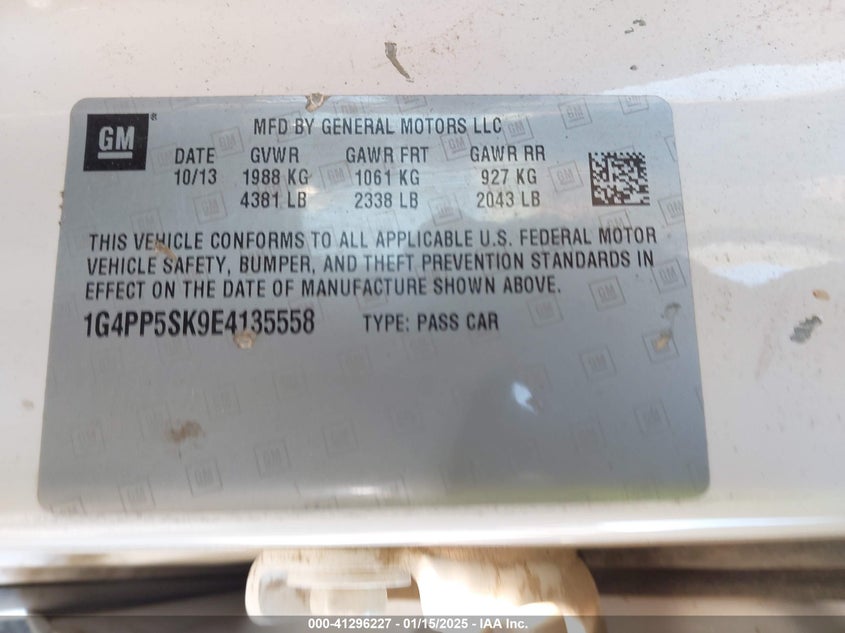 GM ®
MFD BY GENERAL MOTORS LLC
DATE GVWR GAWR FRT GAWR RR
10/13 1988 KG 1061 KG 927 KG
4381 LB 2338 LB 2043 LB
THIS VEHICLE CONFORMS TO ALL APPLICABLE U.S. FEDERAL MOTOR
VEHICLE SAFETY, BUMPER, AND THEFT PREVENTION STANDARDS IN
EFFECT ON THE DATE OF MANUFACTURE SHOWN ABOVE.
1G4PP5SK9E4135558 TYPE: PASS CAR
000-41296227 - 01/15/2025 - IAA Inc.